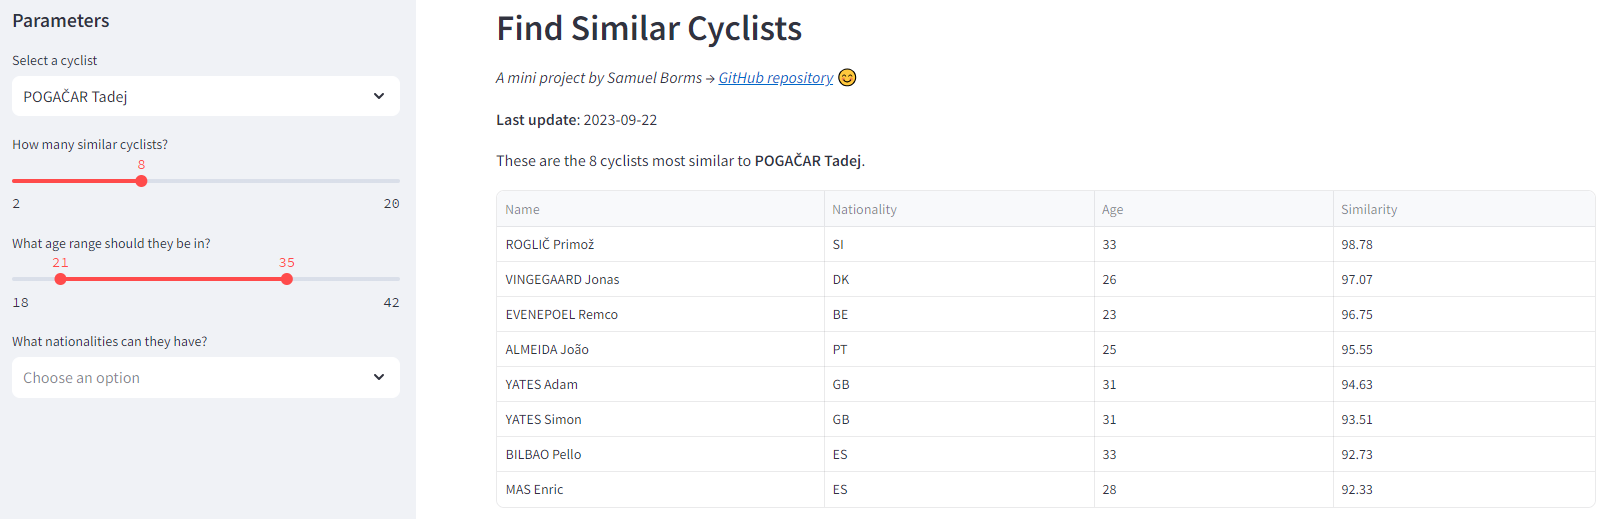 Parameters
Select a cyclist
POGAČAR Tadej
How many similar cyclists?
8
2 20
What age range should they be in?
21 35
18 42
What nationalities can they have?
Choose an option
Find Similar Cyclists
A mini project by Samuel Borms → GitHub repository 😊
Last update: 2023-09-22
These are the 8 cyclists most similar to POGAČAR Tadej.
Name Nationality Age Similarity
ROGLIČ Primož SI 33 98.78
VINGEGAARD Jonas DK 26 97.07
EVENEPOEL Remco BE 23 96.75
ALMEIDA João PT 25 95.55
YATES Adam GB 31 94.63
YATES Simon GB 31 93.51
BILBAO Pello ES 33 92.73
MAS Enric ES 28 92.33